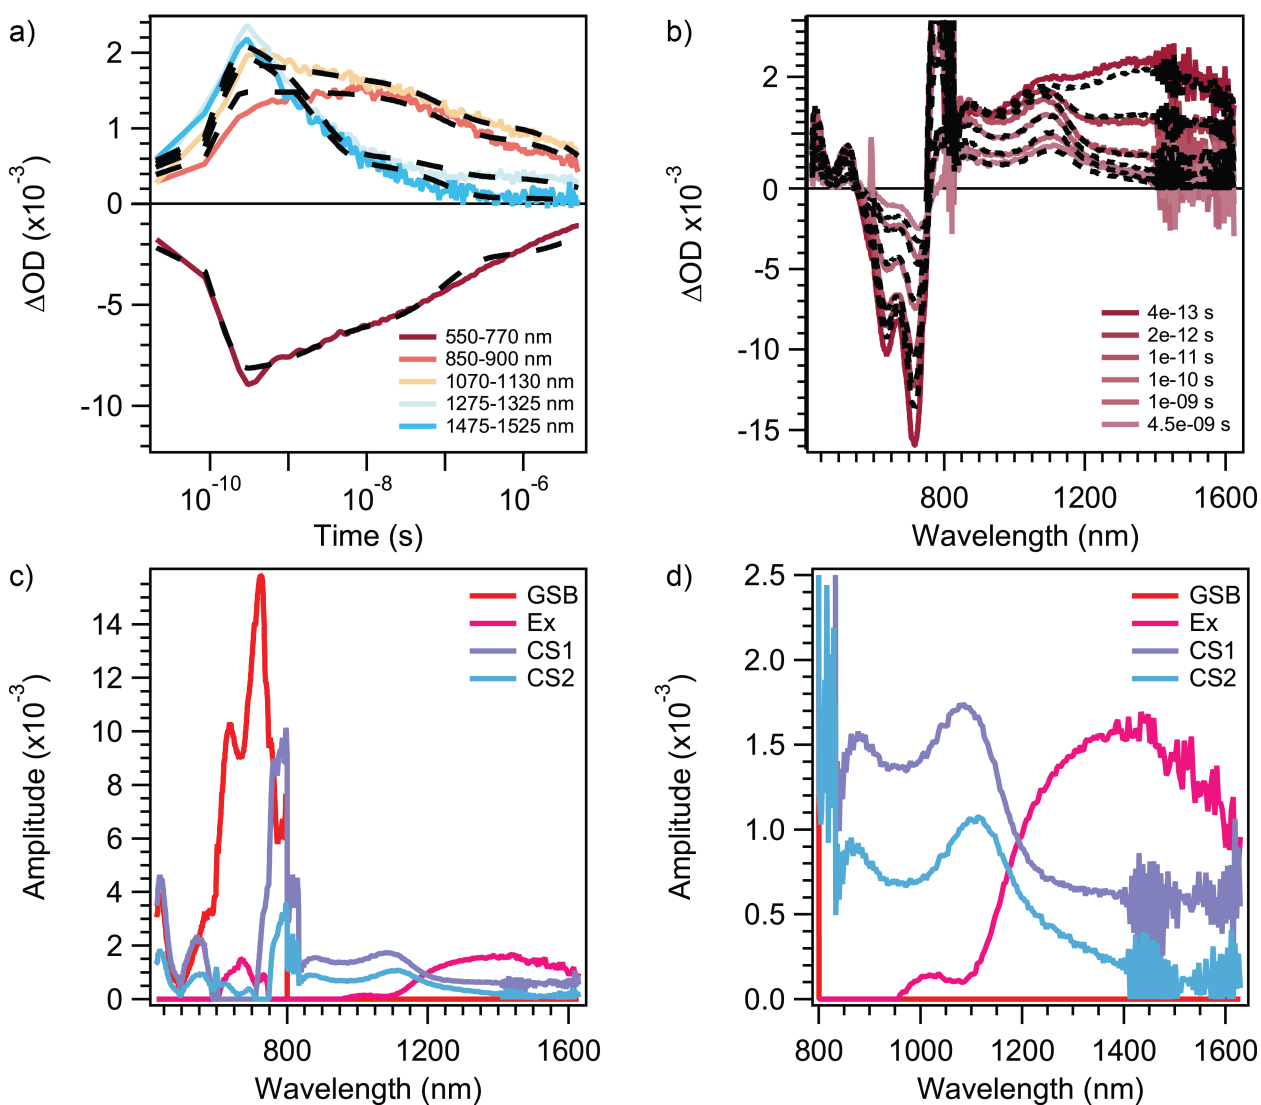 a)
2
1
0
-5
-10
ΔOD (x10⁻³)
550-770 nm
850-900 nm
1070-1130 nm
1275-1325 nm
1475-1525 nm
10⁻¹⁰
10⁻⁸
10⁻⁶
Time (s)
b)
2
0
-5
-10
-15
ΔOD x10⁻³
4e-13 s
2e-12 s
1e-11 s
1e-10 s
1e-09 s
4.5e-09 s
800
1200
1600
Wavelength (nm)
c)
14
12
10
8
6
4
2
0
Amplitude (x10⁻³)
GSB
Ex
CS1
CS2
800
1200
1600
Wavelength (nm)
d)
2.5
2.0
1.5
1.0
0.5
0.0
Amplitude (x10⁻³)
GSB
Ex
CS1
CS2
800
1000
1200
1400
1600
Wavelength (nm)